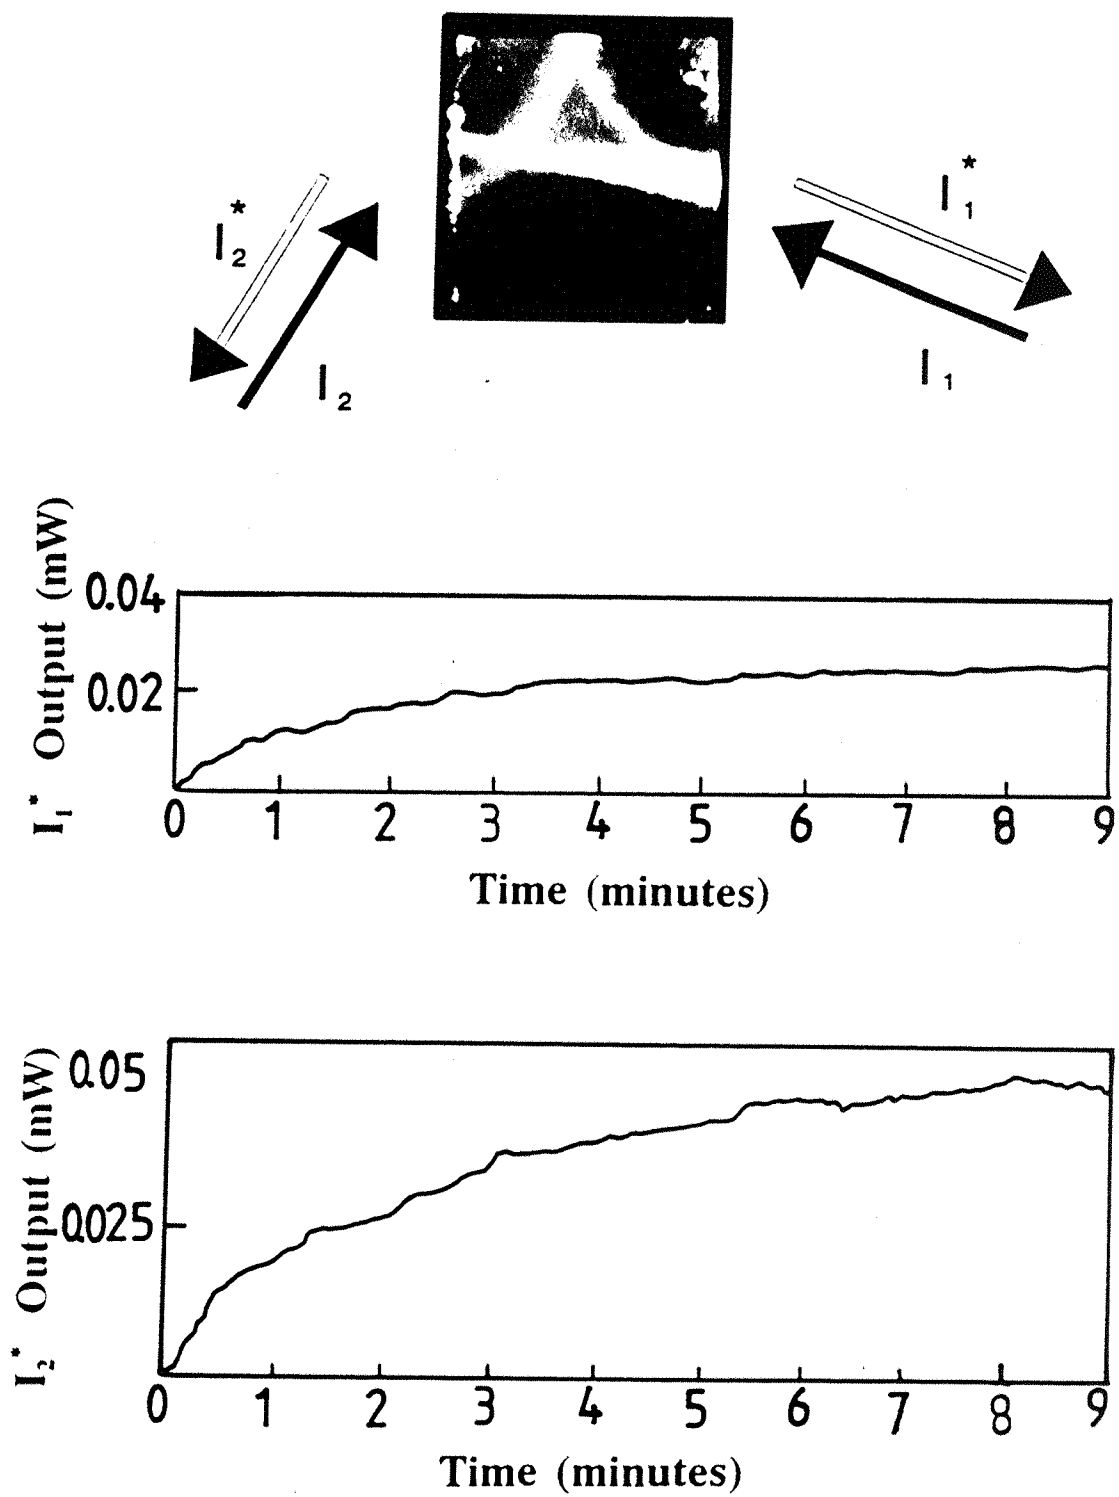 I₂*
I₂
I₁*
I₁
I₁* Output (mW)
0.04
0.02
0 1 2 3 4 5 6 7 8 9
Time (minutes)
I₂* Output (mW)
0.05
0.025
0 1 2 3 4 5 6 7 8 9
Time (minutes)